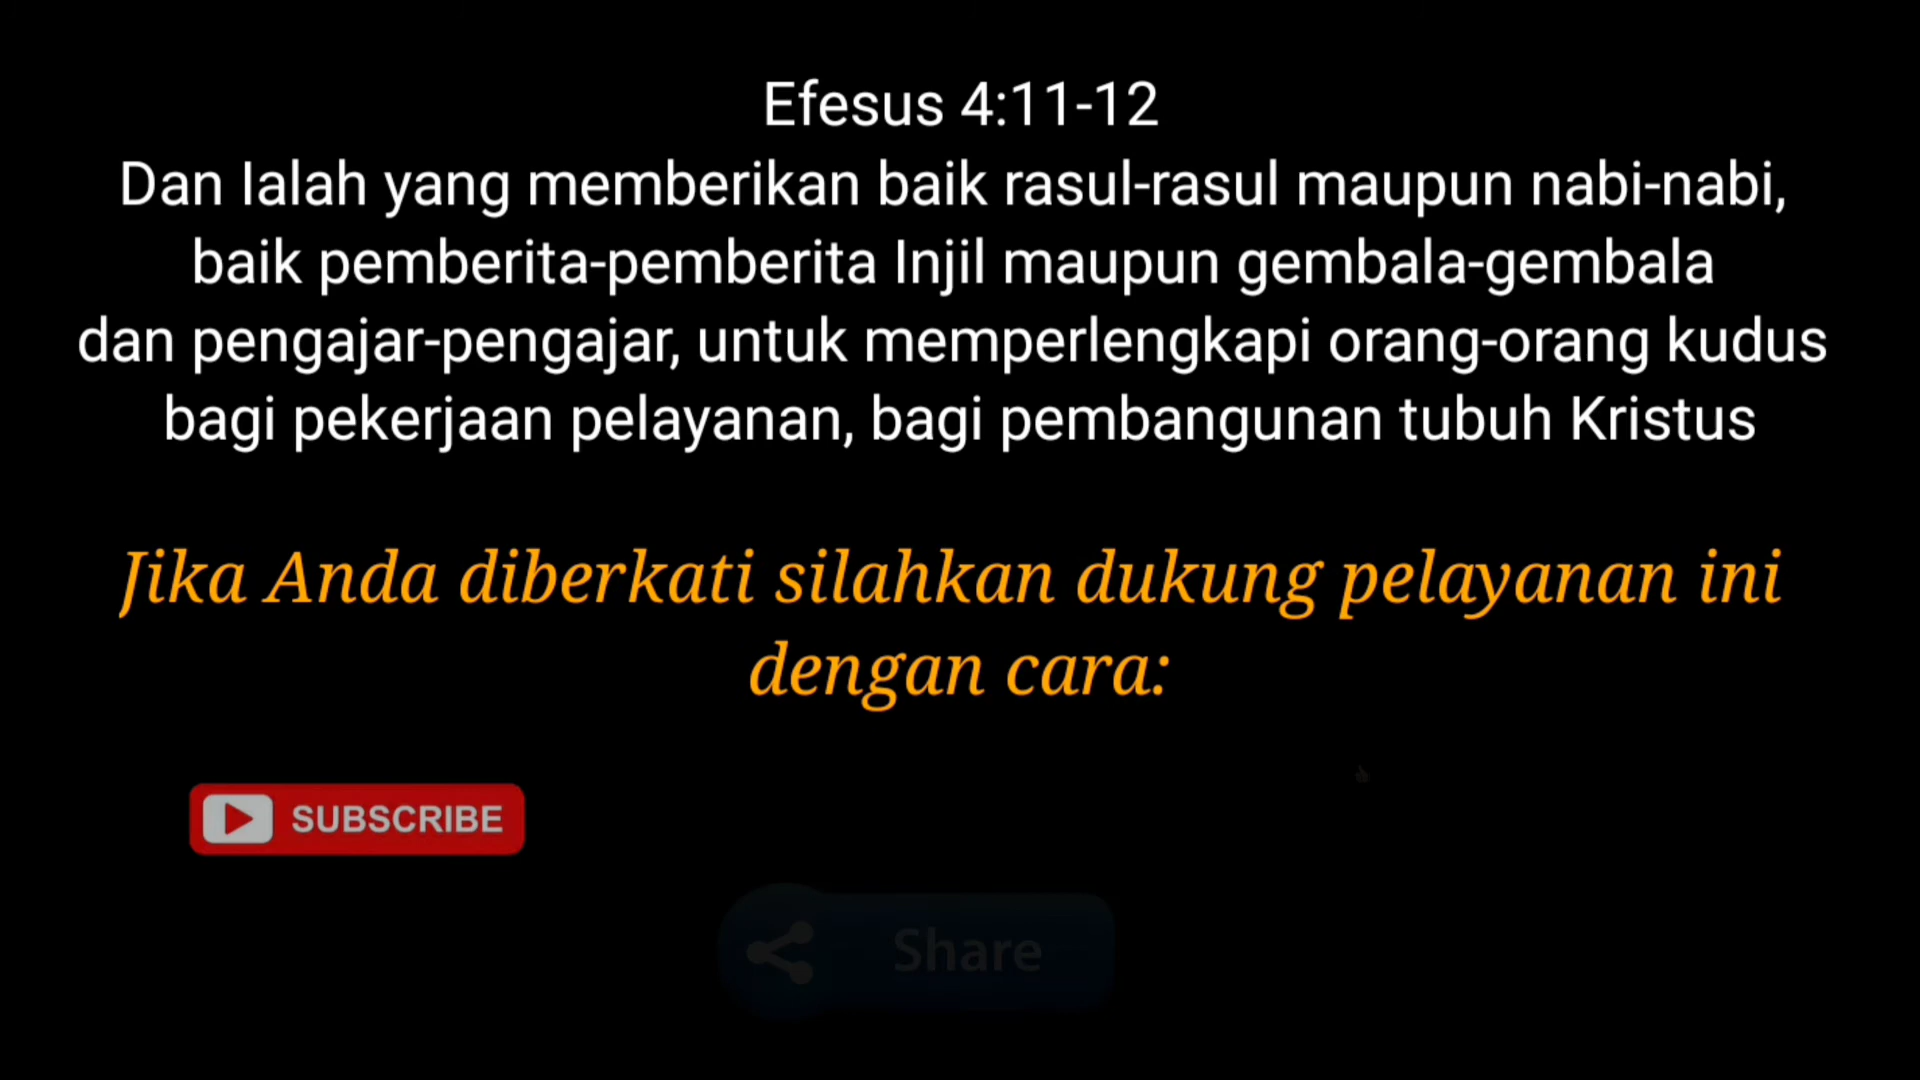 Efesus 4:11-12
Dan Ialah yang memberikan baik rasul-rasul maupun nabi-nabi,
baik pemberita-pemberita Injil maupun gembala-gembala
dan pengajar-pengajar, untuk memperlengkapi orang-orang kudus
bagi pekerjaan pelayanan, bagi pembangunan tubuh Kristus
Jika Anda diberkati silahkan dukung pelayanan ini
dengan cara:
SUBSCRIBE
Share